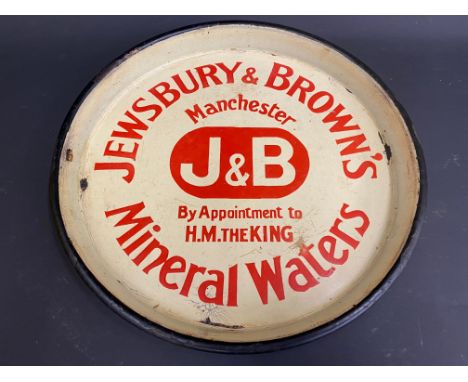 JEWSBURY & BROWN'S
Manchester
J&B
By Appointment to
H.M. THE KING
Mineral Waters